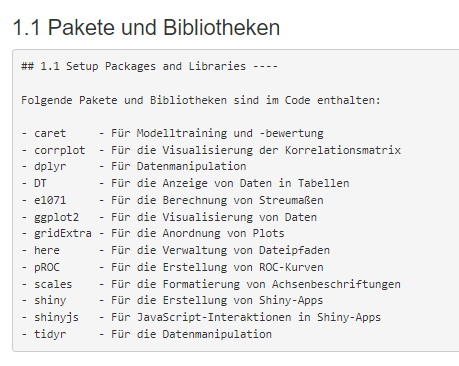 1.1 Pakete und Bibliotheken
## 1.1 Setup Packages and Libraries ----
Folgende Pakete und Bibliotheken sind im Code enthalten:
- caret - Für Modelltraining und -bewertung
- corrplot - Für die Visualisierung der Korrelationsmatrix
- dplyr - Für Datenmanipulation
- DT - Für die Anzeige von Daten in Tabellen
- e1071 - Für die Berechnung von Streumaßen
- ggplot2 - Für die Visualisierung von Daten
- gridExtra - Für die Anordnung von Plots
- here - Für die Verwaltung von Dateipfaden
- pROC - Für die Erstellung von ROC-Kurven
- scales - Für die Formatierung von Achsenbeschriftungen
- shiny - Für die Erstellung von Shiny-Apps
- shinyjs - Für JavaScript-Interaktionen in Shiny-Apps
- tidyr - Für die Datenmanipulation